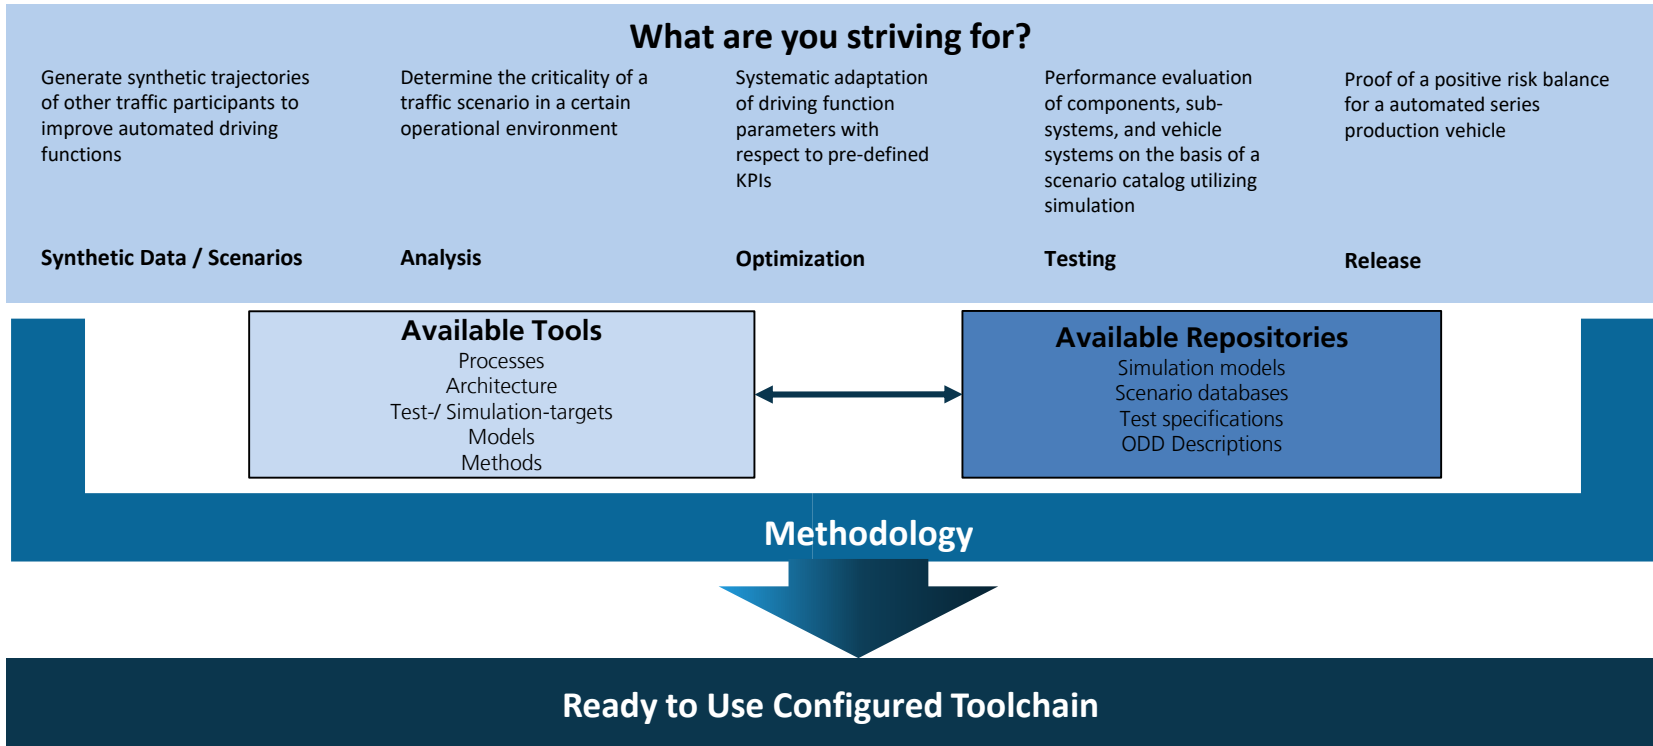 What are you striving for?
Generate synthetic trajectories
of other traffic participants to
improve automated driving
functions
Synthetic Data / Scenarios
Determine the criticality of a
traffic scenario in a certain
operational environment
Analysis
Systematic adaptation
of driving function
parameters with
respect to pre-defined
KPIs
Optimization
Performance evaluation
of components, sub-
systems, and vehicle
systems on the basis of a
scenario catalog utilizing
simulation
Testing
Proof of a positive risk balance
for a automated series
production vehicle
Release
Available Tools
Processes
Architecture
Test-/ Simulation-targets
Models
Methods
Available Repositories
Simulation models
Scenario databases
Test specifications
ODD Descriptions
Methodology
Ready to Use Configured Toolchain